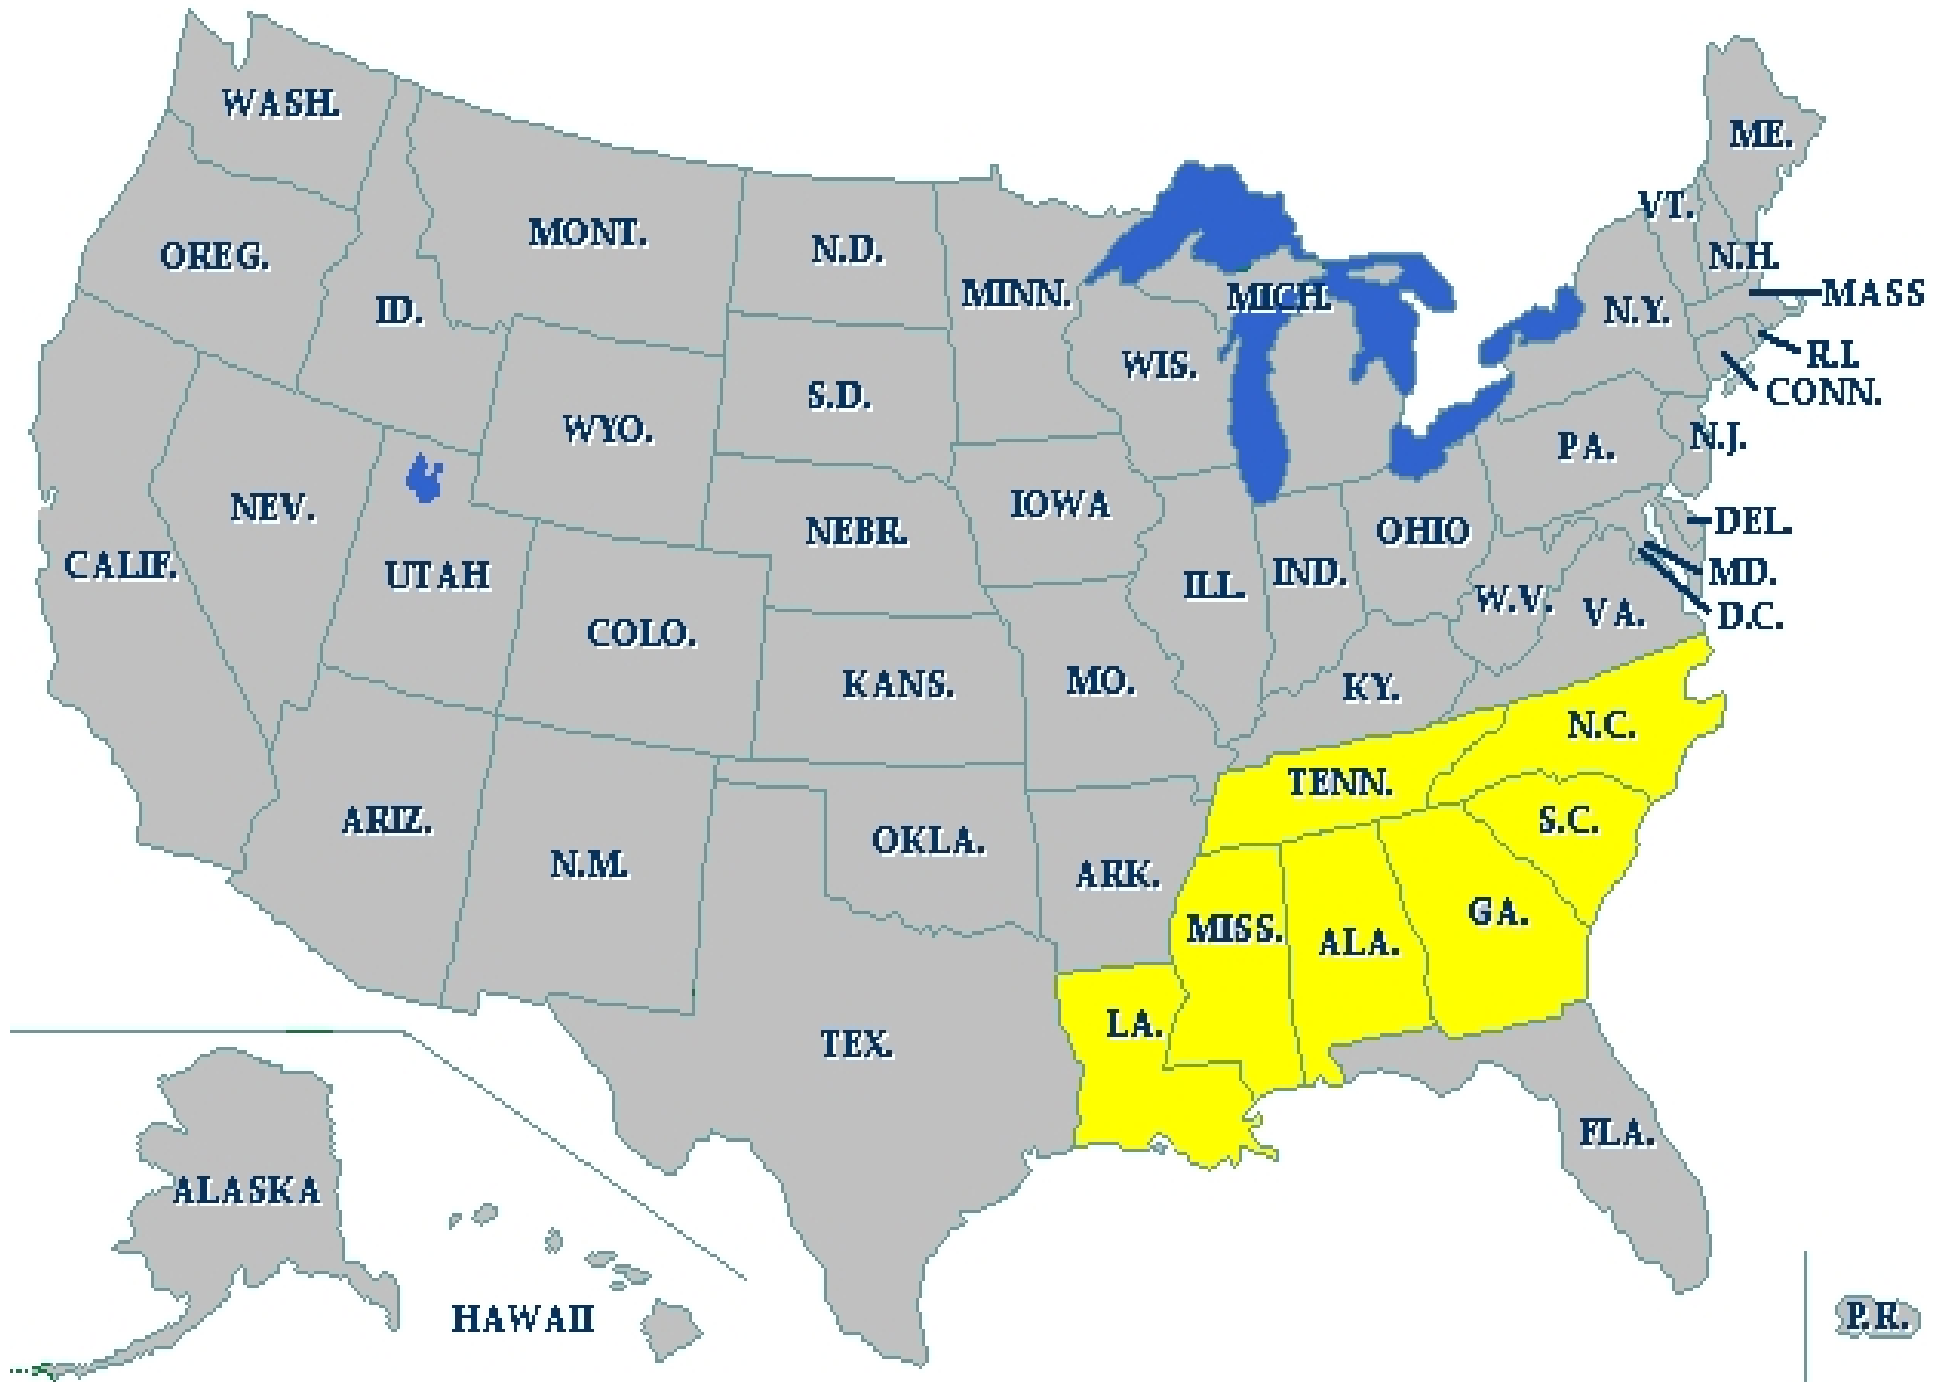 WASH.
ME.
VT.
MONT.
N.D.
OREG.
N.H.
MINN.
MICH.
MASS
ID.
N.Y.
R.I.
WIS.
S.D.
CONN.
WYO.
N.J.
PA.
IOWA
NEV.
NEBR.
OHIO
DEL.
CALIF.
UTAH
ILL.
IND.
MD.
W.V.
VA.
D.C.
COLO.
KANS.
MO.
KY.
N.C.
TENN.
ARIZ.
S.C.
OKLA.
N.M.
ARK.
GA.
MISS.
ALA.
LA.
TEX.
FLA.
ALASKA
HAWAII
P.R.